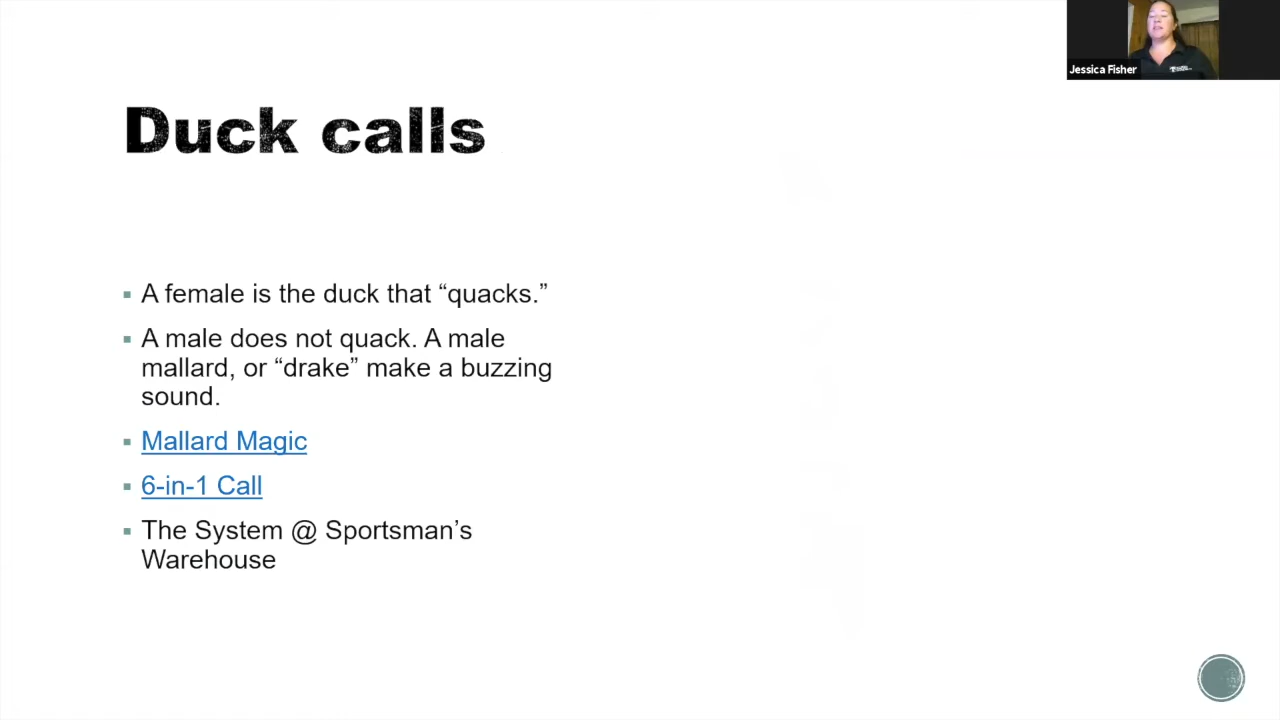 Jessica Fisher
Duck calls
A female is the duck that “quacks.”
A male does not quack. A male
mallard, or “drake” make a buzzing
sound.
Mallard Magic
6-in-1 Call
The System @ Sportsman’s
Warehouse